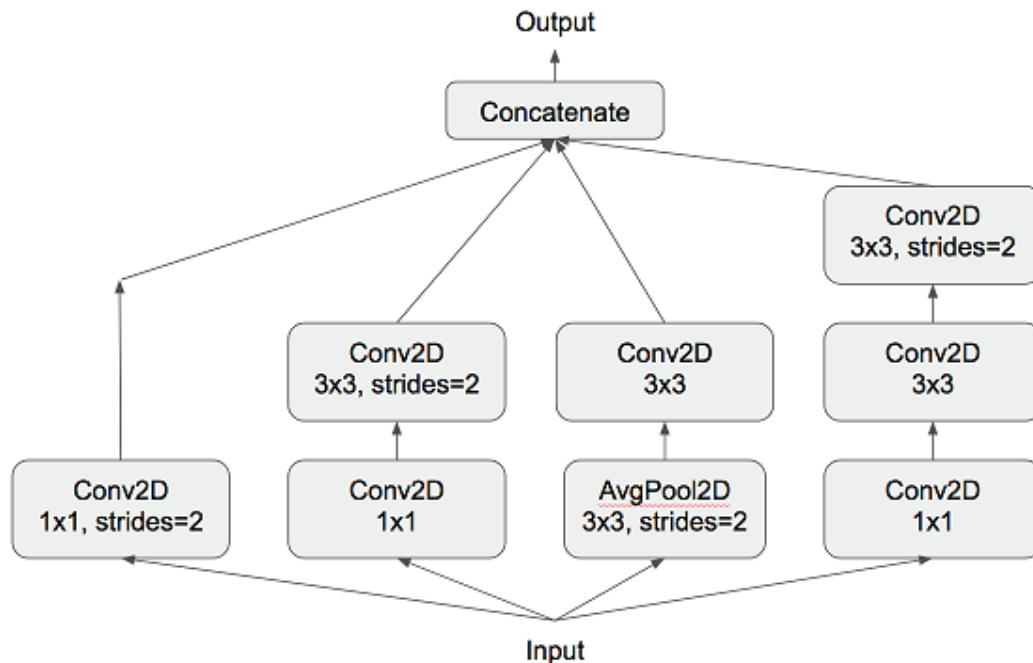 Output
Concatenate
Conv2D
3x3, strides=2
Conv2D
3x3, strides=2
Conv2D
3x3
Conv2D
3x3
Conv2D
1x1, strides=2
Conv2D
1x1
AvgPool2D
3x3, strides=2
Conv2D
1x1
Input